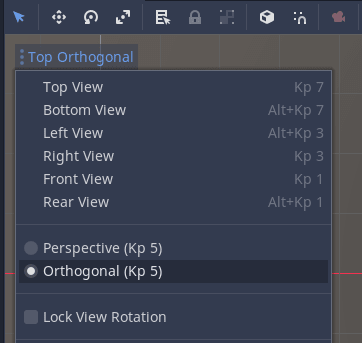 Top Orthogonal
Top View Kp 7
Bottom View Alt+Kp 7
Left View Alt+Kp 3
Right View Kp 3
Front View Kp 1
Rear View Alt+Kp 1
Perspective (Kp 5)
Orthogonal (Kp 5)
Lock View Rotation